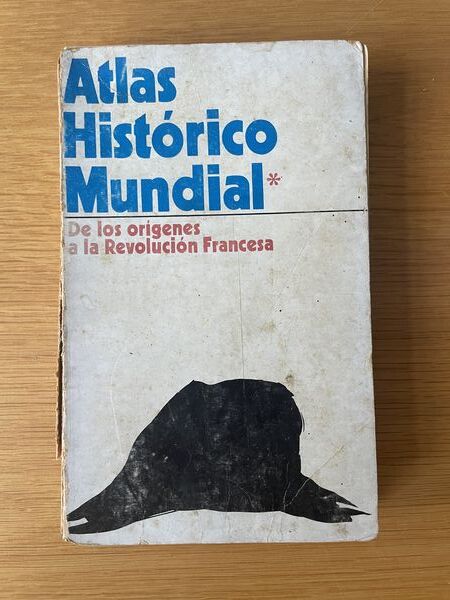 Atlas
Histórico
Mundial*
De los orígenes
a la Revolución Francesa